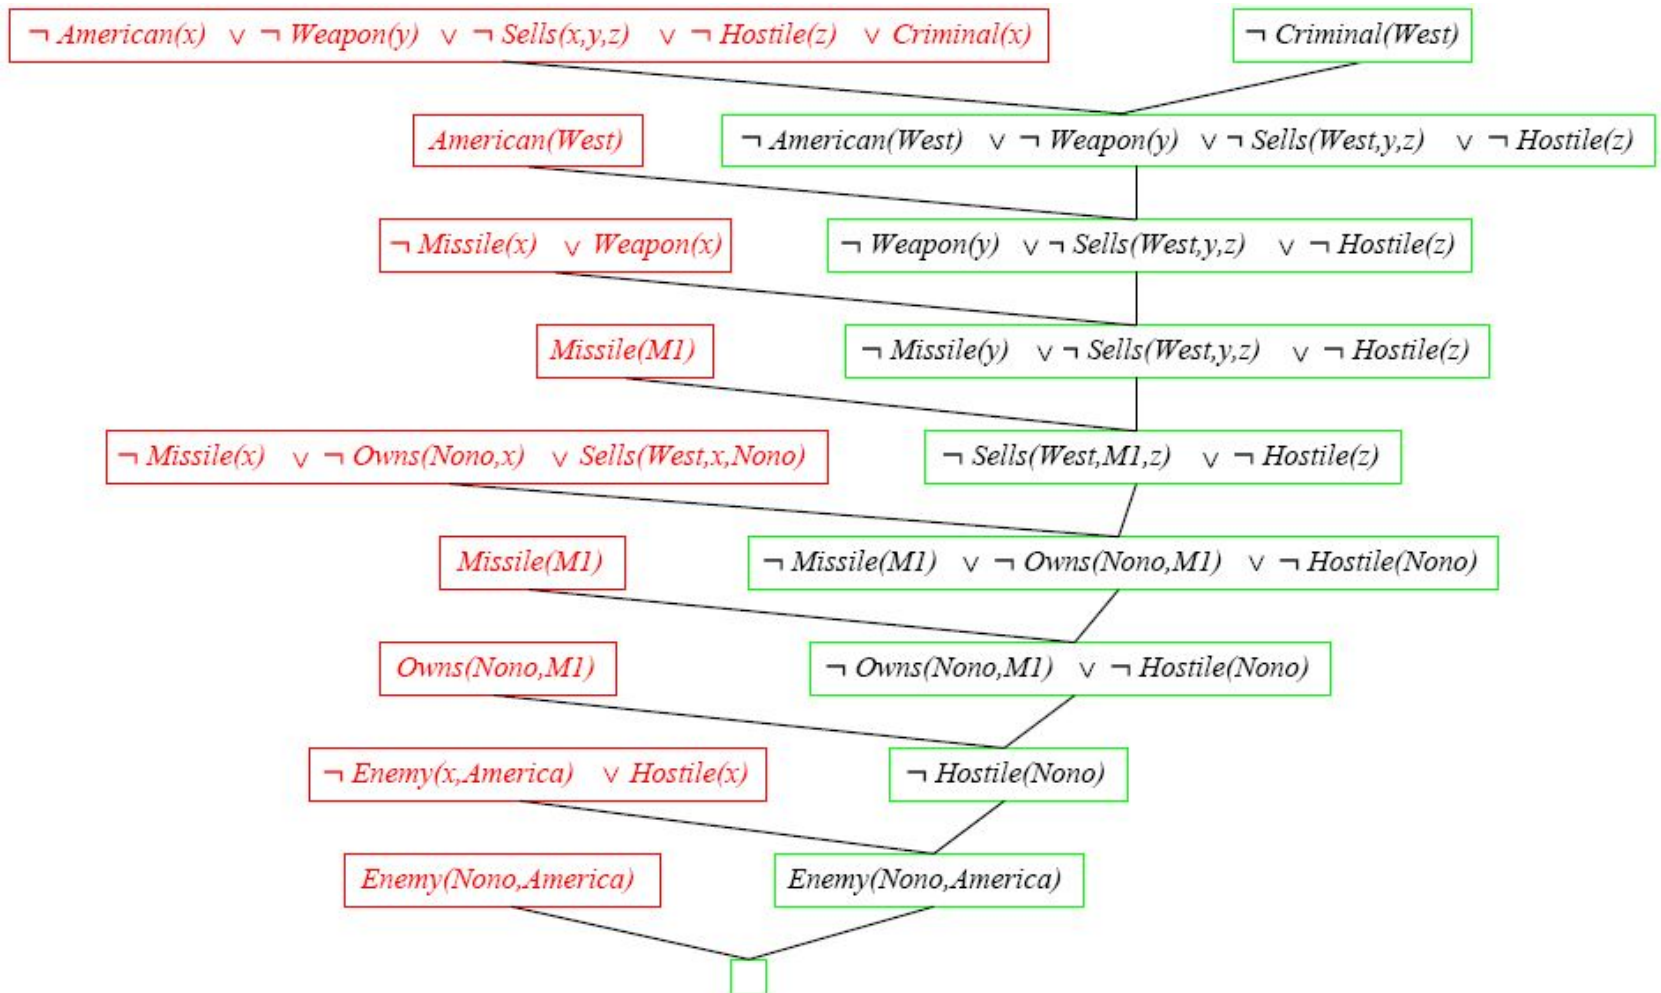 ¬ American(x) ∨ ¬ Weapon(y) ∨ ¬ Sells(x,y,z) ∨ ¬ Hostile(z) ∨ Criminal(x)
¬ Criminal(West)
American(West)
¬ American(West) ∨ ¬ Weapon(y) ∨ ¬ Sells(West,y,z) ∨ ¬ Hostile(z)
¬ Missile(x) ∨ Weapon(x)
¬ Weapon(y) ∨ ¬ Sells(West,y,z) ∨ ¬ Hostile(z)
Missile(M1)
¬ Missile(y) ∨ ¬ Sells(West,y,z) ∨ ¬ Hostile(z)
¬ Missile(x) ∨ ¬ Owns(Nono,x) ∨ Sells(West,x,Nono)
¬ Sells(West,M1,z) ∨ ¬ Hostile(z)
Missile(M1)
¬ Missile(M1) ∨ ¬ Owns(Nono,M1) ∨ ¬ Hostile(Nono)
Owns(Nono,M1)
¬ Owns(Nono,M1) ∨ ¬ Hostile(Nono)
¬ Enemy(x,America) ∨ Hostile(x)
¬ Hostile(Nono)
Enemy(Nono,America)
Enemy(Nono,America)